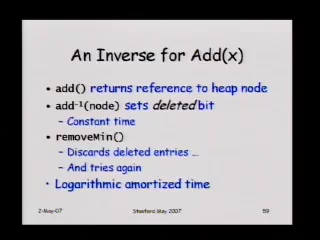 An Inverse for Add(x)
• add() returns reference to heap node
• add⁻¹(node) sets deleted bit
– Constant time
• removeMin()
– Discards deleted entries ...
– And tries again
• Logarithmic amortized time
2-May-07 Stanford May 2007 59